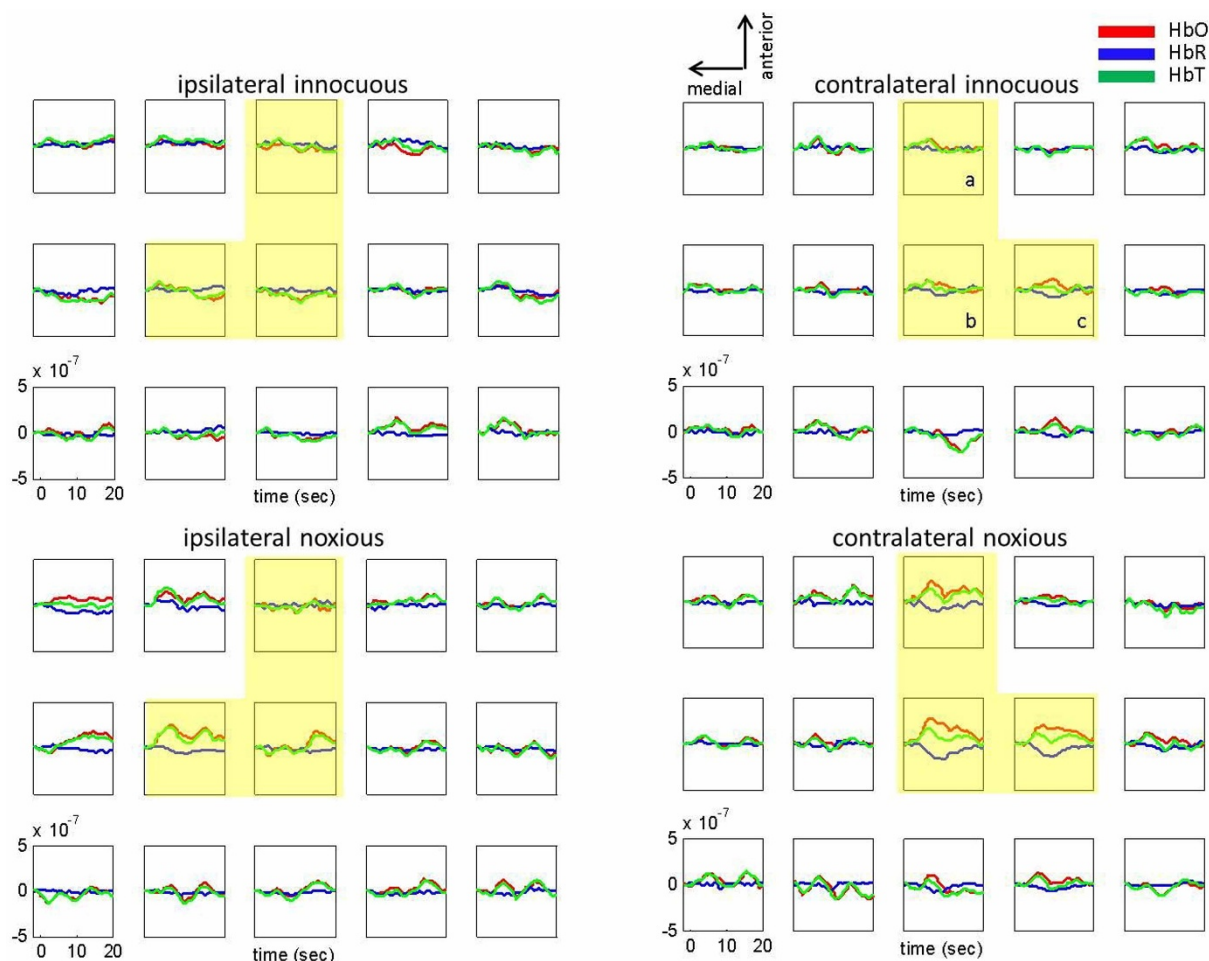 anterior
medial
HbO
HbR
HbT
ipsilateral innocuous
contralateral innocuous
a
b
c
x 10-7
5
0
-5
0 10 20
time (sec)
x 10-7
5
0
-5
0 10 20
time (sec)
ipsilateral noxious
contralateral noxious
x 10-7
5
0
-5
0 10 20
time (sec)
x 10-7
5
0
-5
0 10 20
time (sec)